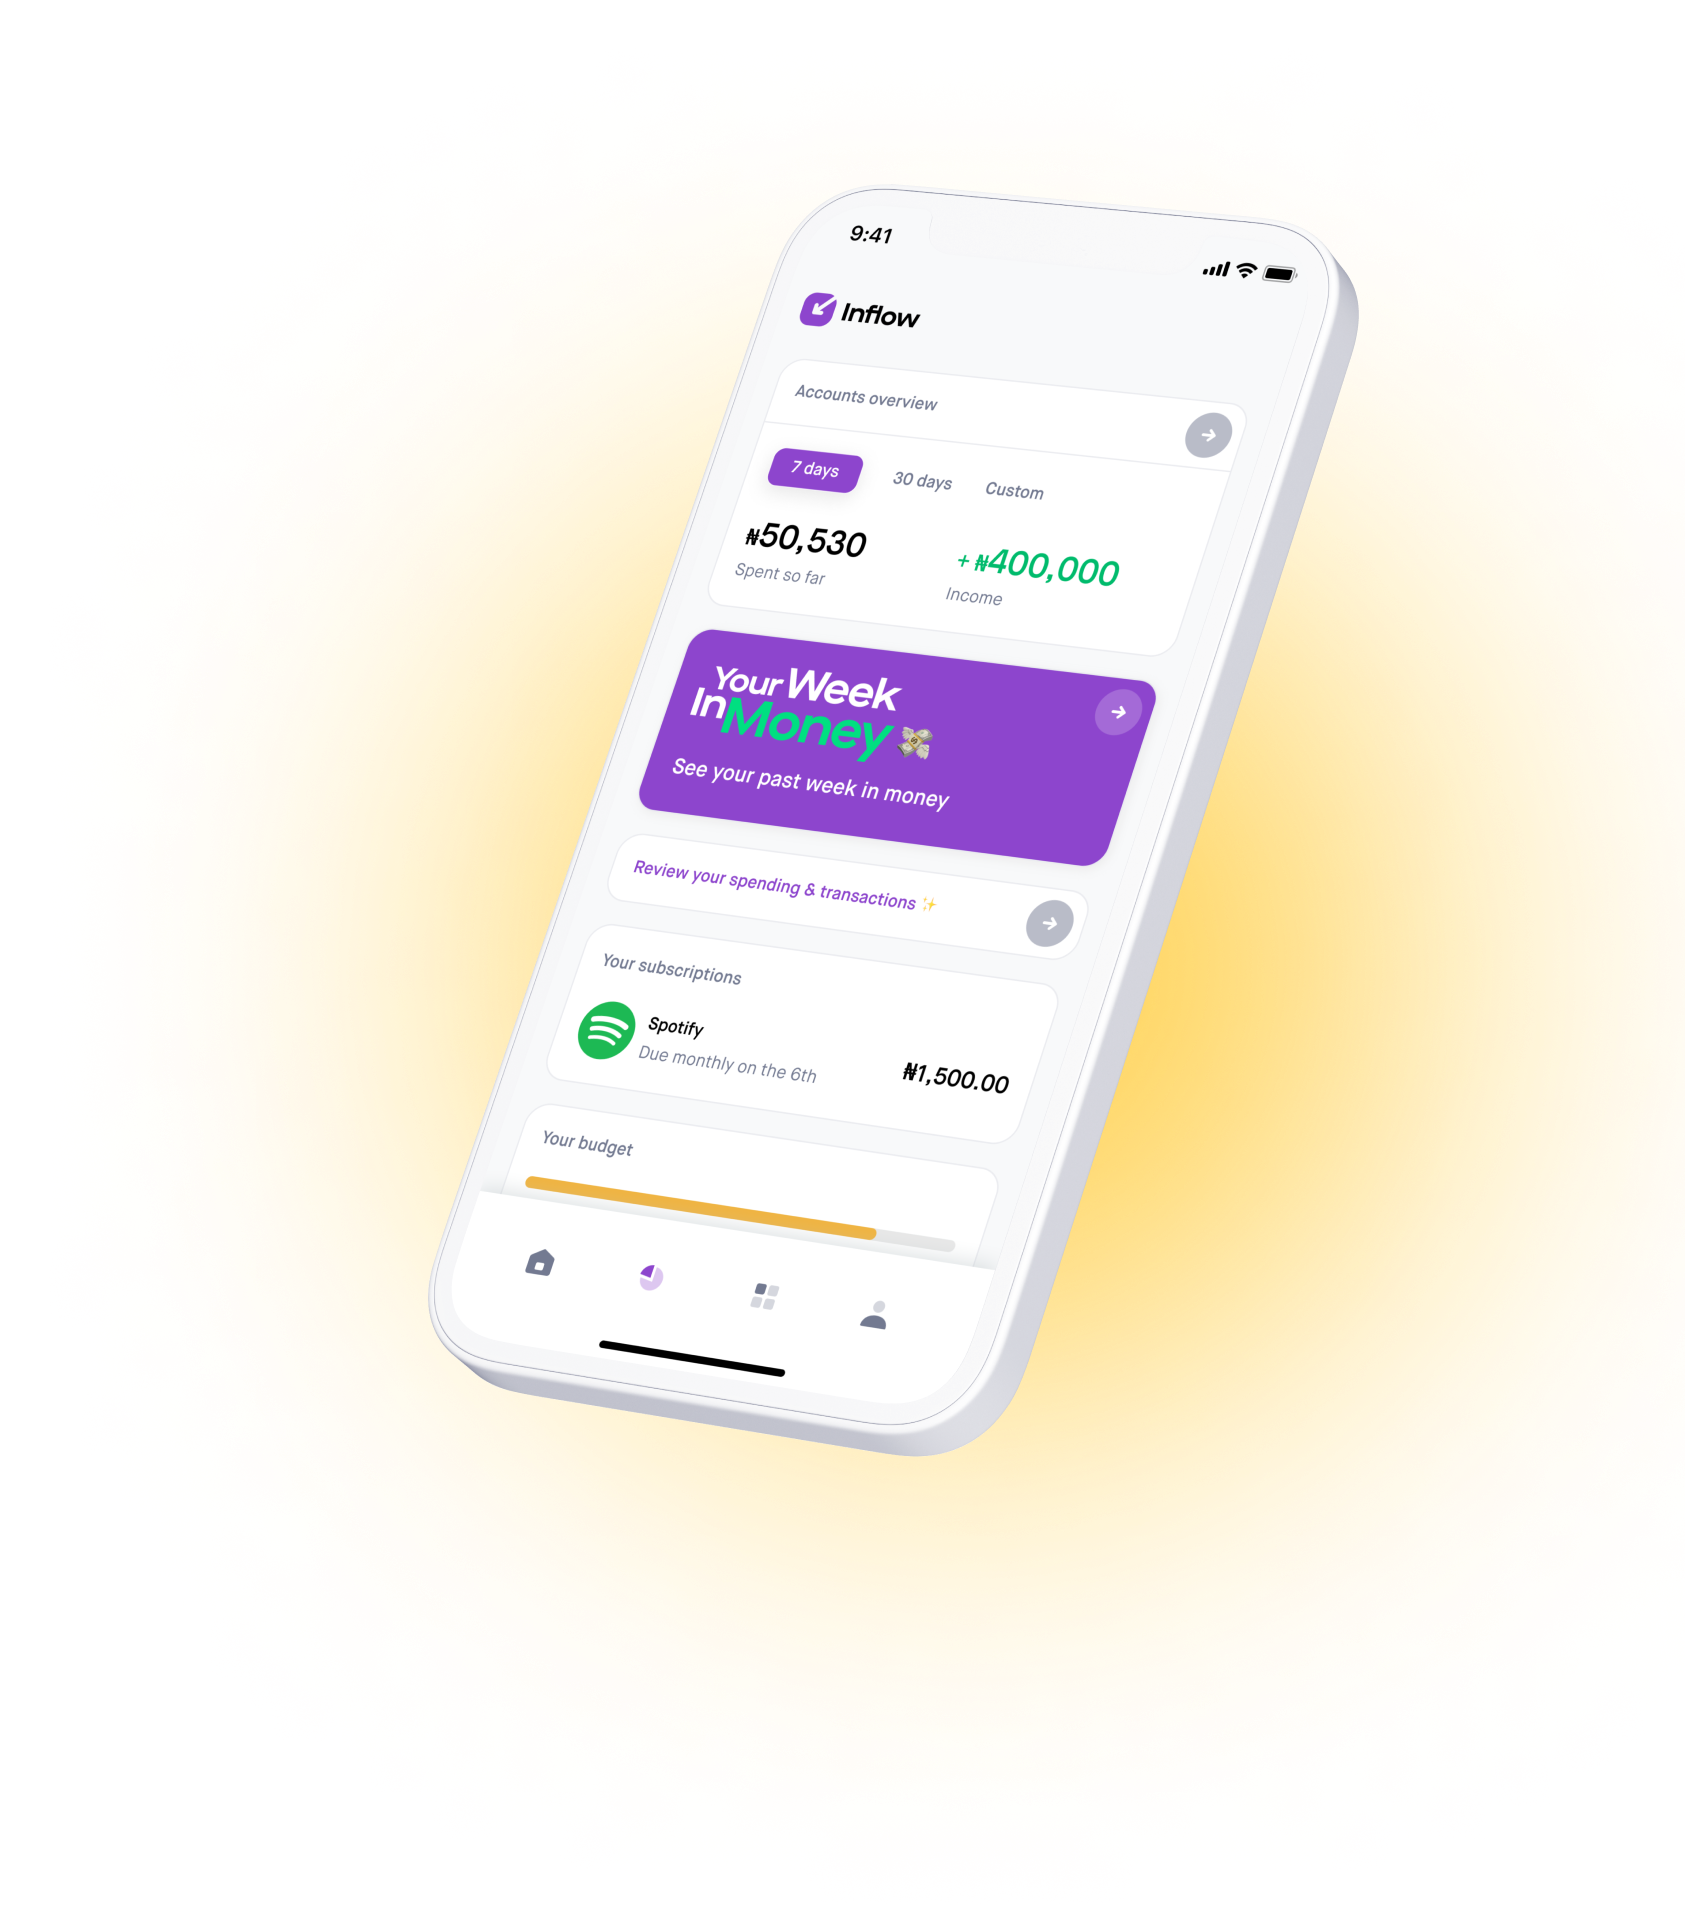 9:41
Inflow
Accounts overview
7 days 30 days Custom
₦50,530 + ₦400,000
Spent so far Income
Your Week
In Money 💸
See your past week in money
Review your spending & transactions ✨
Your subscriptions
Spotify
Due monthly on the 6th ₦1,500.00
Your budget